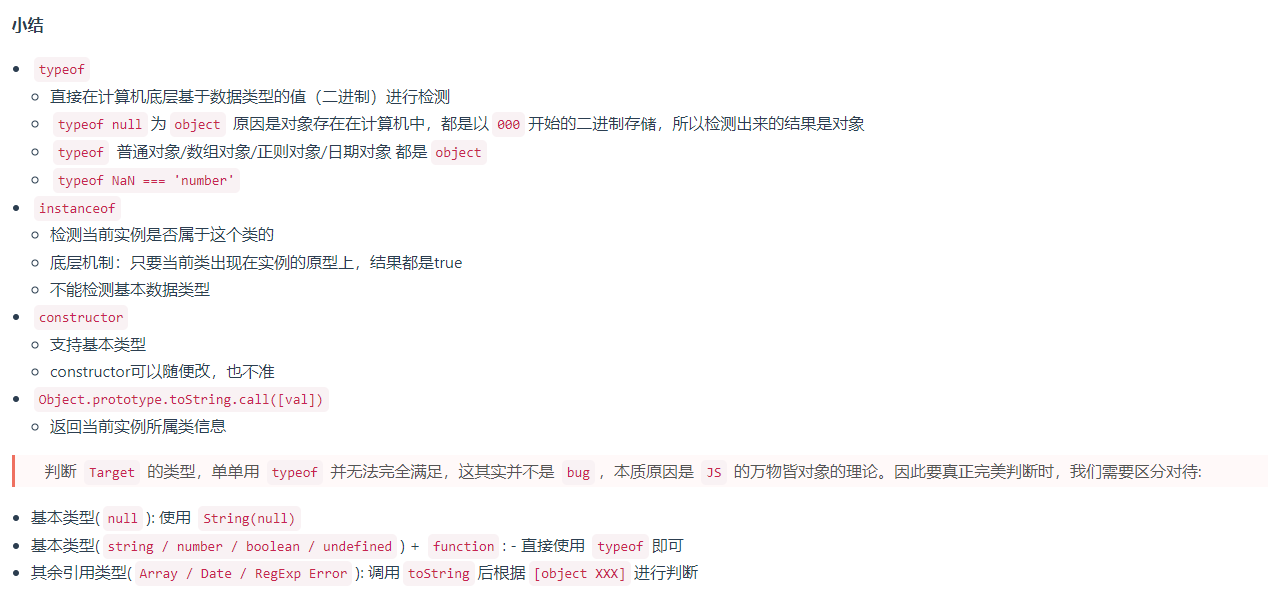 小结
typeof
直接在计算机底层基于数据类型的值（二进制）进行检测
typeof null 为 object 原因是对象存在在计算机中，都是以 000 开始的二进制存储，所以检测出来的结果是对象
typeof 普通对象/数组对象/正则对象/日期对象 都是 object
typeof NaN === 'number'
instanceof
检测当前实例是否属于这个类的
底层机制：只要当前类出现在实例的原型上，结果都是true
不能检测基本数据类型
constructor
支持基本类型
constructor可以随便改，也不准
Object.prototype.toString.call([val])
返回当前实例所属类信息
判断 Target 的类型，单单用 typeof 并无法完全满足，这其实并不是 bug ，本质原因是 JS 的万物皆对象的理论。因此要真正完美判断时，我们需要区分对待:
基本类型( null ): 使用 String(null)
基本类型( string / number / boolean / undefined ) + function : - 直接使用 typeof 即可
其余引用类型( Array / Date / RegExp Error ): 调用 toString 后根据 [object XXX] 进行判断